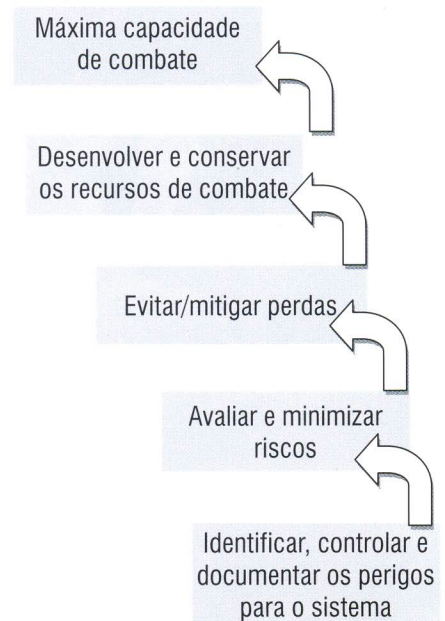 Máxima capacidade
de combate
Desenvolver e conservar
os recursos de combate
Evitar/mitigar perdas
Avaliar e minimizar
riscos
Identificar, controlar e
documentar os perigos
para o sistema